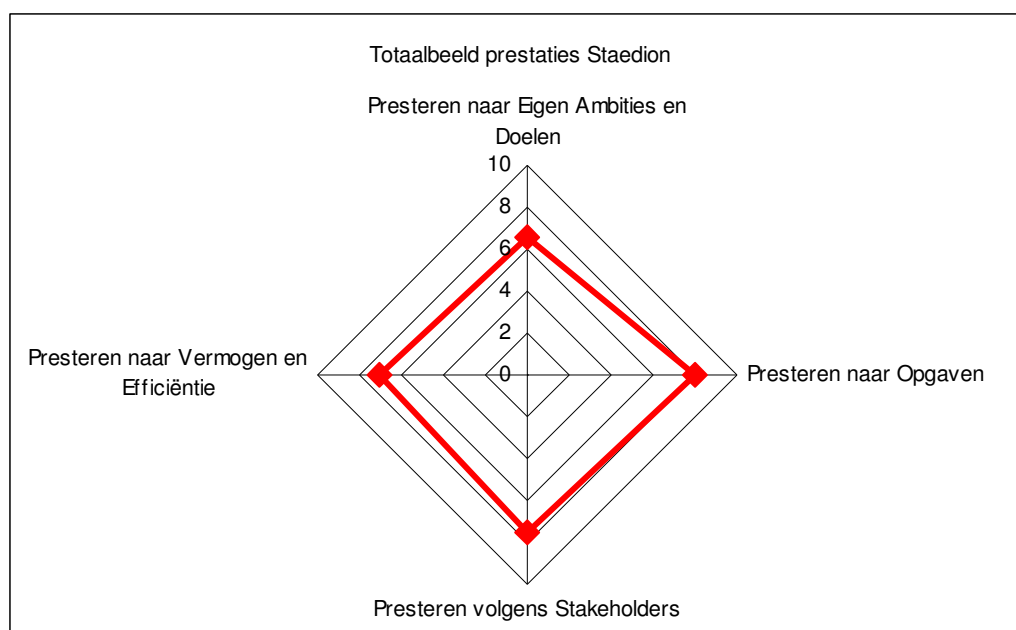 Totaalbeeld prestaties Staedion
Presteren naar Eigen Ambities en
Doelen
10
8
6
4
2
0
Presteren naar Vermogen en
Efficiëntie
Presteren naar Opgaven
Presteren volgens Stakeholders